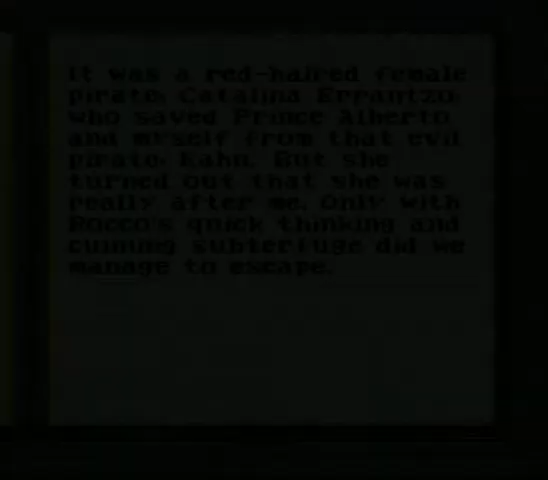 It was a red-haired female
pirate, Catalina Errantzo,
who saved Prince Alberto
and myself from that evil
pirate, Kahn. But she
turned out that she was
really after me. Only with
Rocco's quick thinking and
cunning subterfuge did we
manage to escape.